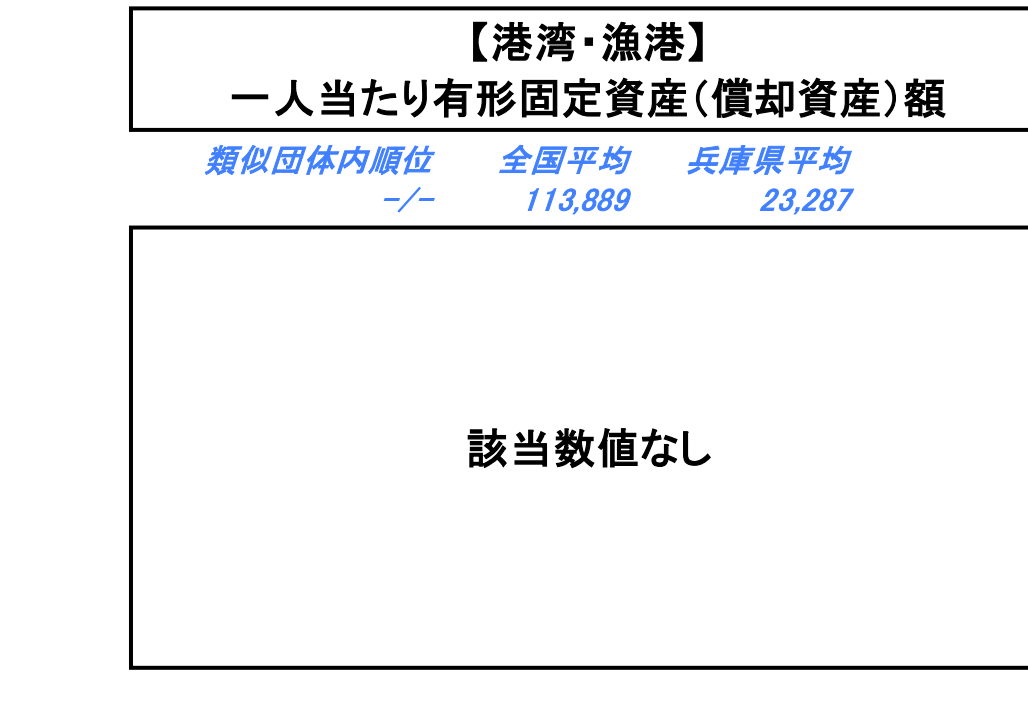 【港湾・漁港】
一人当たり有形固定資産(償却資産)額
類似団体内順位 全国平均 兵庫県平均
-/- 113,889 23,287
該当数値なし